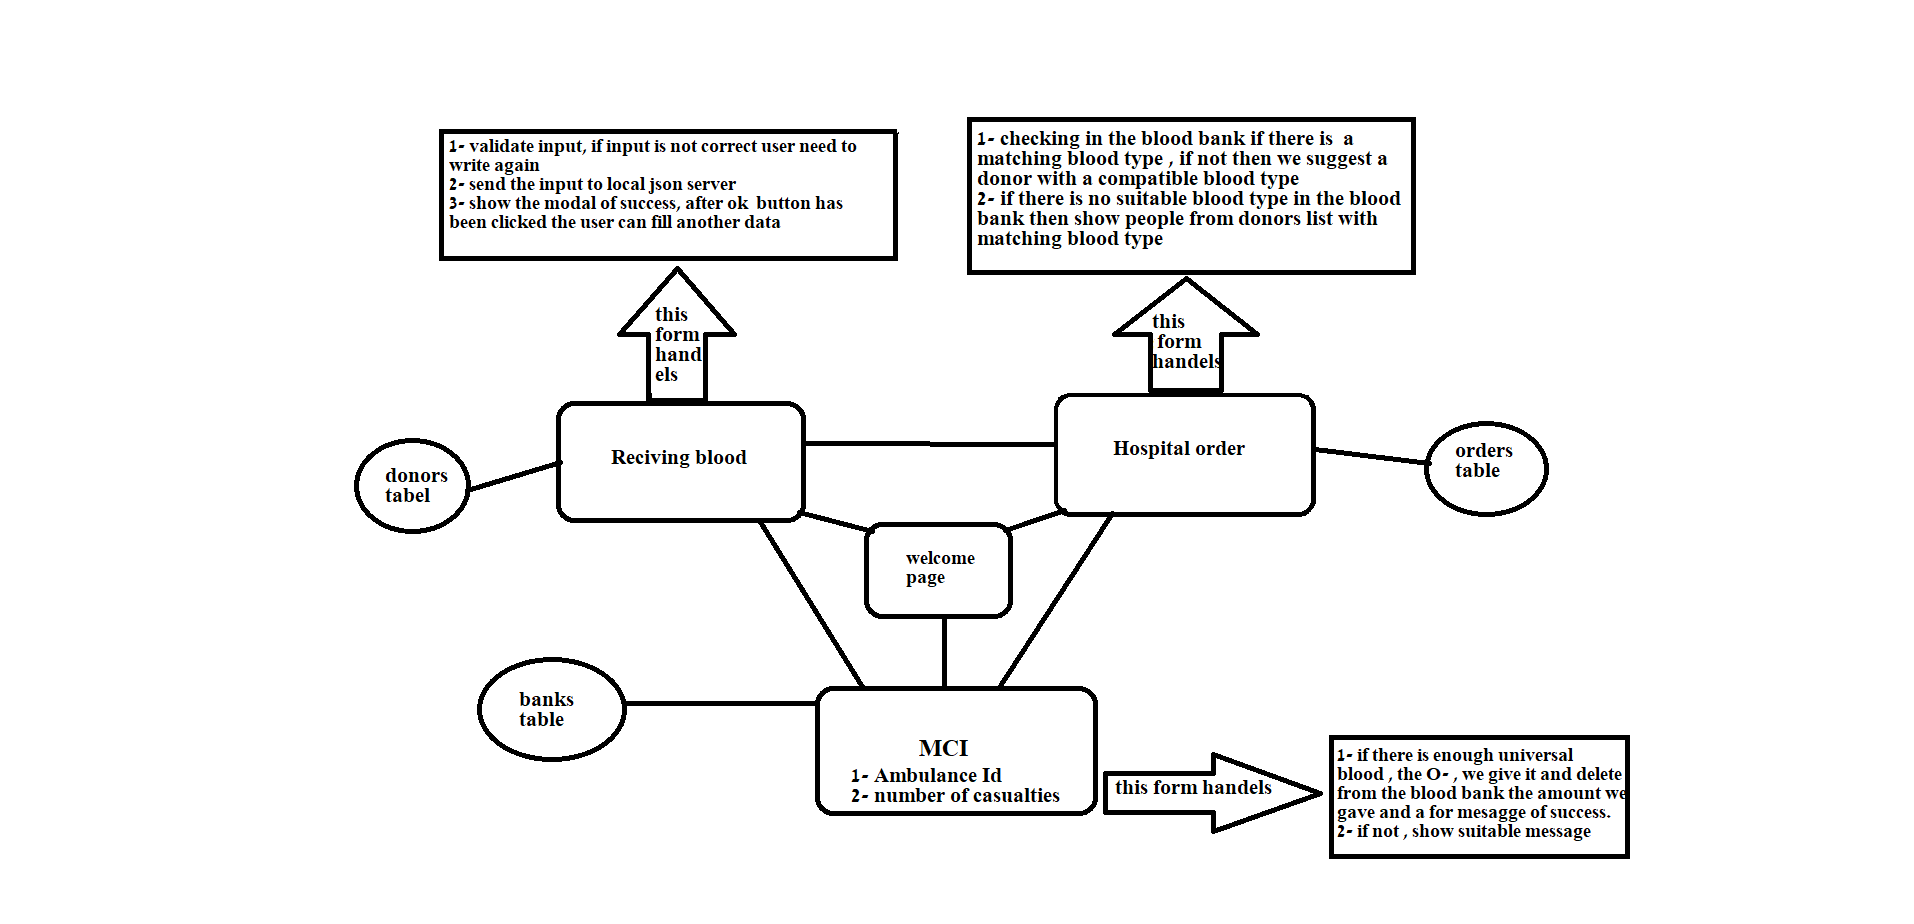 1- validate input, if input is not correct user need to
write again
2- send the input to local json server
3- show the modal of success, after ok button has
been clicked the user can fill another data
1- checking in the blood bank if there is a
matching blood type , if not then we suggest a
donor with a compatible blood type
2- if there is no suitable blood type in the blood
bank then show people from donors list with
matching blood type
this
form
hand
els
this
form
handels
Reciving blood
Hospital order
donors
tabel
orders
table
welcome
page
banks
table
MCI
1- Ambulance Id
2- number of casualties
this form handels
1- if there is enough universal
blood , the O- , we give it and delete
from the blood bank the amount we
gave and a for mesagge of success.
2- if not , show suitable message